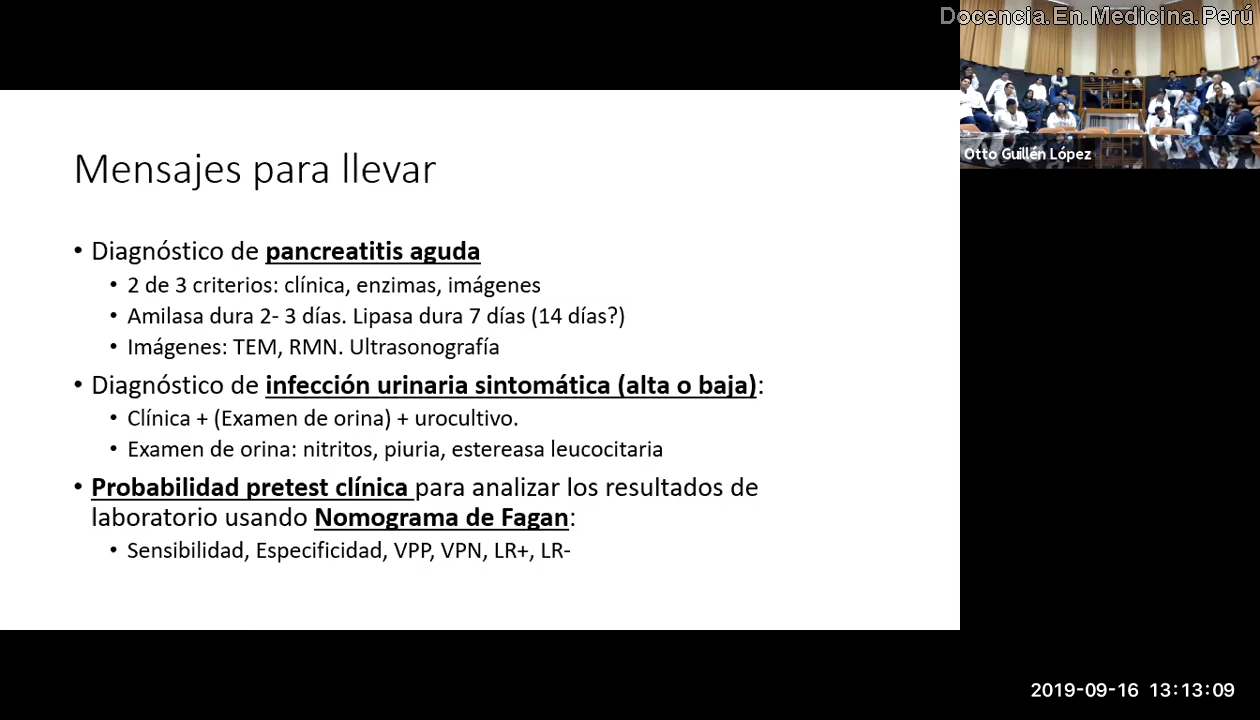 Docencia.En.Medicina.Perú
Otto Guillén López
Mensajes para llevar
• Diagnóstico de pancreatitis aguda
• 2 de 3 criterios: clínica, enzimas, imágenes
• Amilasa dura 2- 3 días. Lipasa dura 7 días (14 días?)
• Imágenes: TEM, RMN. Ultrasonografía
• Diagnóstico de infección urinaria sintomática (alta o baja):
• Clínica + (Examen de orina) + urocultivo.
• Examen de orina: nitritos, piuria, estereasa leucocitaria
• Probabilidad pretest clínica para analizar los resultados de
laboratorio usando Nomograma de Fagan:
• Sensibilidad, Especificidad, VPP, VPN, LR+, LR-
2019-09-16 13:13:09